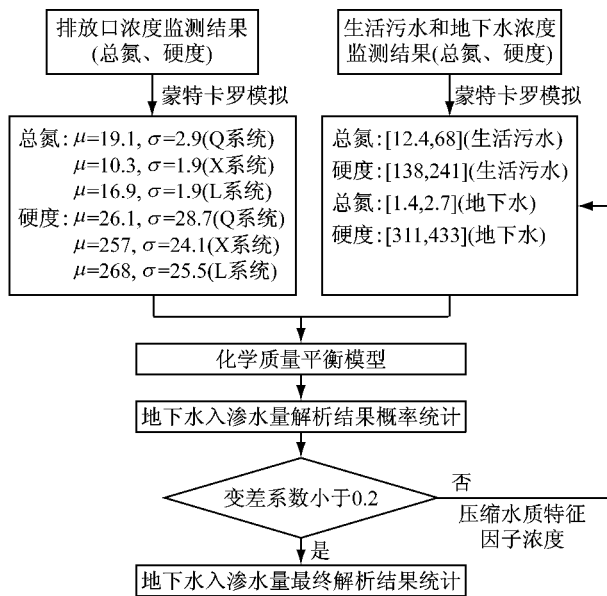 排放口浓度监测结果
(总氮、硬度)
生活污水和地下水浓度
监测结果(总氮、硬度)
蒙特卡罗模拟
蒙特卡罗模拟
总氮: μ=19.1, σ=2.9(Q系统)
μ=10.3, σ=1.9(X系统)
μ=16.9, σ=1.9(L系统)
硬度: μ=26.1, σ=28.7(Q系统)
μ=257, σ=24.1(X系统)
μ=268, σ=25.5(L系统)
总氮:[12.4,68](生活污水)
硬度:[138,241](生活污水)
总氮:[1.4,2.7](地下水)
硬度:[311,433](地下水)
化学质量平衡模型
地下水入渗水量解析结果概率统计
变差系数小于0.2
否
压缩水质特征
因子浓度
是
地下水入渗水量最终解析结果统计